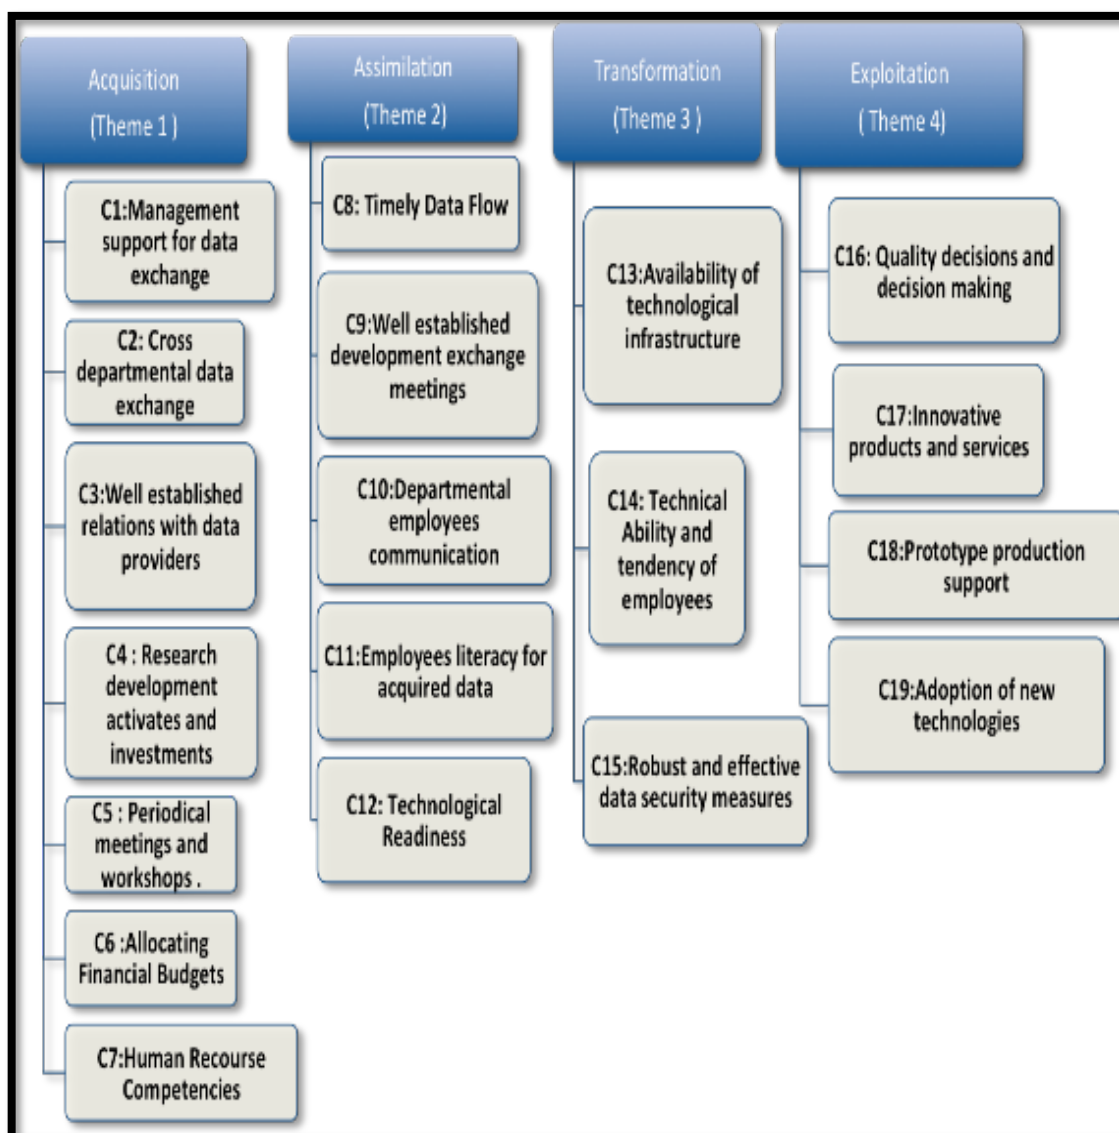 Acquisition
(Theme 1 )
C1:Management
support for data
exchange
C2: Cross
departmental data
exchange
C3:Well established
relations with data
providers
C4 : Research
development
activates and
investments
C5 : Periodical
meetings and
workshops .
C6 :Allocating
Financial Budgets
C7:Human Recourse
Competencies
Assimilation
(Theme 2)
C8: Timely Data Flow
C9:Well established
development exchange
meetings
C10:Departmental
employees
communication
C11:Employees literacy for
acquired data
C12: Technological
Readiness
Transformation
(Theme 3 )
C13:Availability of
technological
infrastructure
C14: Technical
Ability and
tendency of
employees
C15:Robust and effective
data security measures
Exploitation
( Theme 4)
C16: Quality decisions and
decision making
C17:Innovative
products and services
C18:Prototype production
support
C19:Adoption of new
technologies